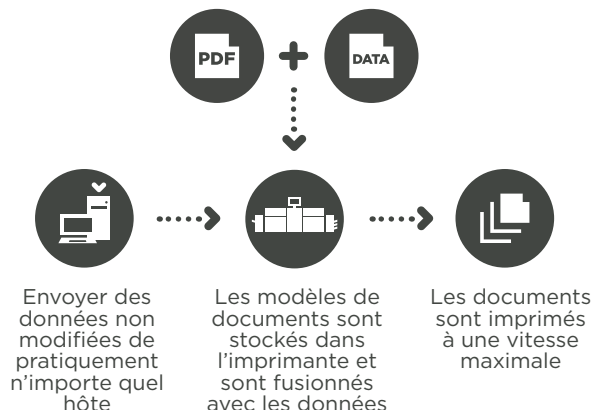 PDF
DATA
Envoyer des
données non
modifiées de
pratiquement
n'importe quel
hôte
Les modèles de
documents sont
stockés dans
l'imprimante et
sont fusionnés
avec les données
Les documents
sont imprimés
à une vitesse
maximale